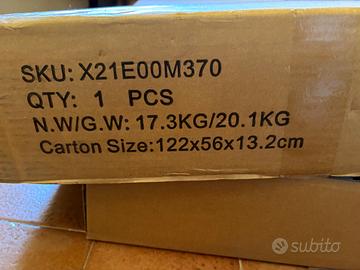 SKU: X21E00M370
QTY: 1 PCS
N.W/G.W: 17.3KG/20.1KG
Carton Size:122x56x13.2cm
subito